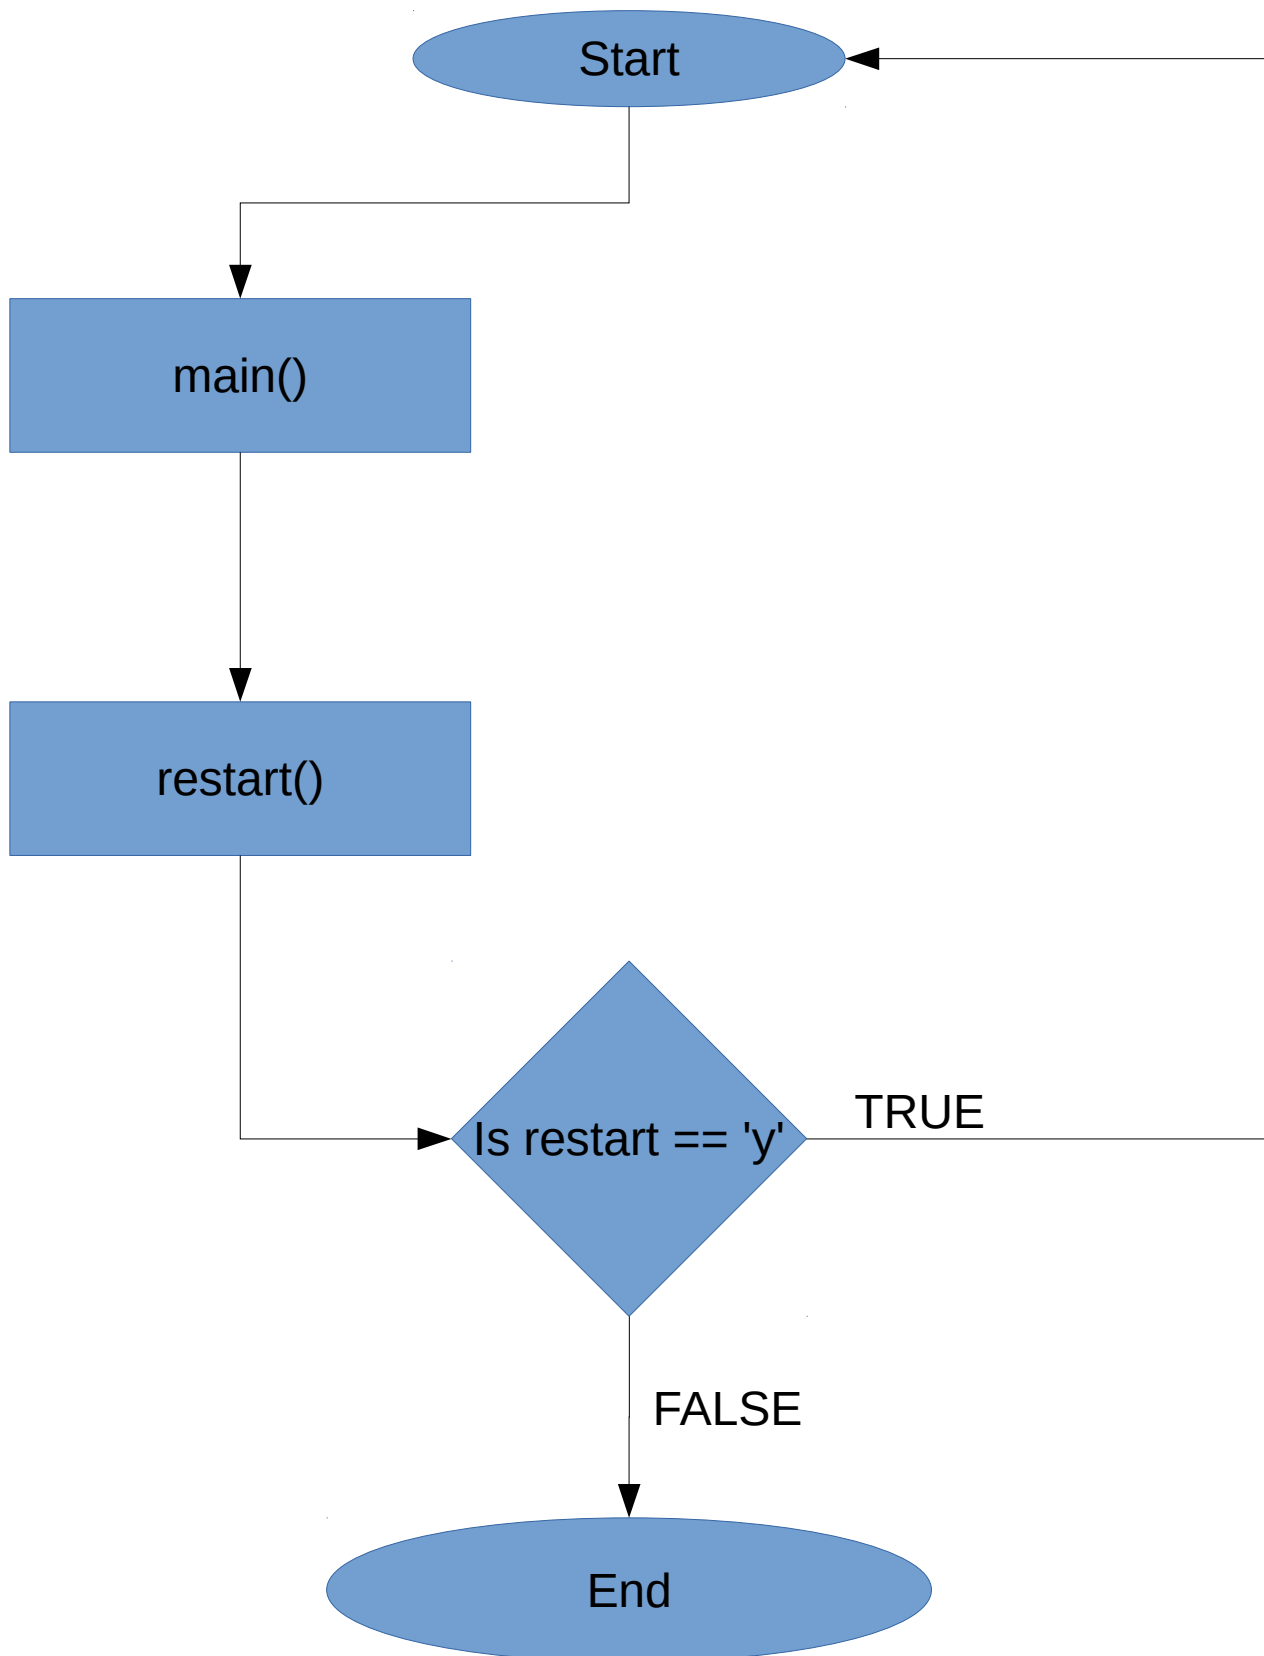 Start
main()
restart()
Is restart == 'y'
TRUE
FALSE
End